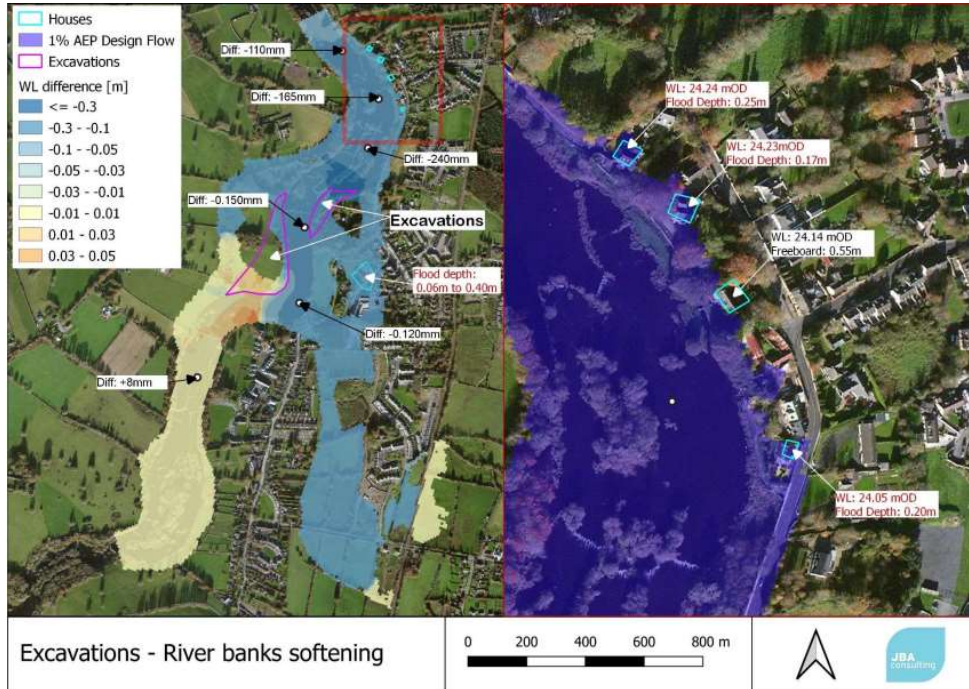 Houses
1% AEP Design Flow
Excavations
WL difference [m]
<= -0.3
-0.3 - -0.1
-0.1 - -0.05
-0.05 - -0.03
-0.03 - -0.01
-0.01 - 0.01
0.01 - 0.03
0.03 - 0.05
Diff: -110mm
Diff: -165mm
Diff: -240mm
Diff: -0.150mm
Excavations
Flood depth:
0.06m to 0.40m
Diff: -0.120mm
Diff: +8mm
WL: 24.24 mOD
Flood Depth: 0.25m
WL: 24.23mOD
Flood Depth: 0.17m
WL: 24.14 mOD
Freeboard: 0.55m
WL: 24.05 mOD
Flood Depth: 0.20m
Excavations - River banks softening
0 200 400 600 800 m
JBA
consulting